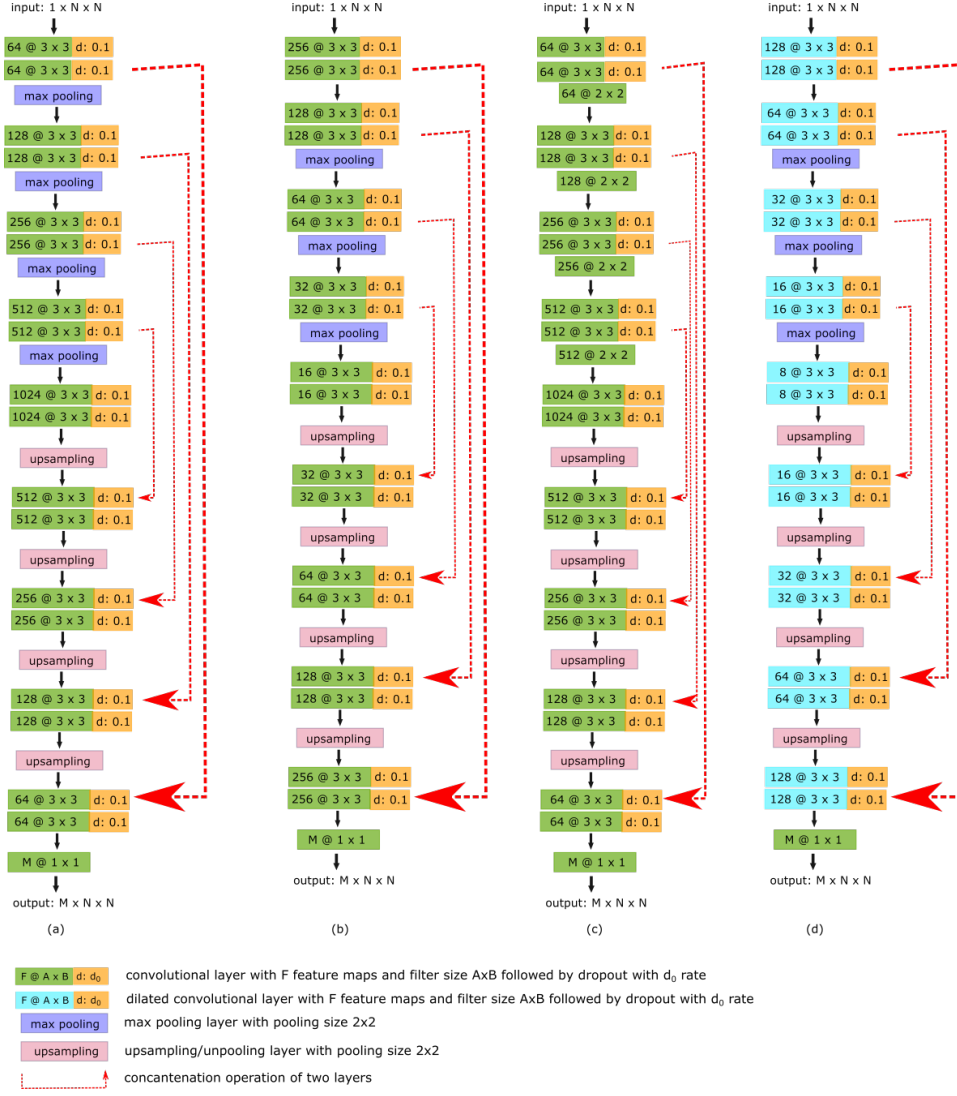 input: 1 x N x N
64 @ 3 x 3 d: 0.1
64 @ 3 x 3 d: 0.1
max pooling
128 @ 3 x 3 d: 0.1
128 @ 3 x 3 d: 0.1
max pooling
256 @ 3 x 3 d: 0.1
256 @ 3 x 3 d: 0.1
max pooling
512 @ 3 x 3 d: 0.1
512 @ 3 x 3 d: 0.1
max pooling
1024 @ 3 x 3 d: 0.1
1024 @ 3 x 3 d: 0.1
upsampling
512 @ 3 x 3 d: 0.1
512 @ 3 x 3 d: 0.1
upsampling
256 @ 3 x 3 d: 0.1
256 @ 3 x 3 d: 0.1
upsampling
128 @ 3 x 3 d: 0.1
128 @ 3 x 3 d: 0.1
upsampling
64 @ 3 x 3 d: 0.1
64 @ 3 x 3 d: 0.1
M @ 1 x 1
output: M x N x N
(a)
input: 1 x N x N
256 @ 3 x 3 d: 0.1
256 @ 3 x 3 d: 0.1
128 @ 3 x 3 d: 0.1
128 @ 3 x 3 d: 0.1
max pooling
64 @ 3 x 3 d: 0.1
64 @ 3 x 3 d: 0.1
max pooling
32 @ 3 x 3 d: 0.1
32 @ 3 x 3 d: 0.1
max pooling
16 @ 3 x 3 d: 0.1
16 @ 3 x 3 d: 0.1
upsampling
32 @ 3 x 3 d: 0.1
32 @ 3 x 3 d: 0.1
upsampling
64 @ 3 x 3 d: 0.1
64 @ 3 x 3 d: 0.1
upsampling
128 @ 3 x 3 d: 0.1
128 @ 3 x 3 d: 0.1
upsampling
256 @ 3 x 3 d: 0.1
256 @ 3 x 3 d: 0.1
M @ 1 x 1
output: M x N x N
(b)
input: 1 x N x N
64 @ 3 x 3 d: 0.1
64 @ 3 x 3 d: 0.1
64 @ 2 x 2
128 @ 3 x 3 d: 0.1
128 @ 3 x 3 d: 0.1
128 @ 2 x 2
256 @ 3 x 3 d: 0.1
256 @ 3 x 3 d: 0.1
256 @ 2 x 2
512 @ 3 x 3 d: 0.1
512 @ 3 x 3 d: 0.1
512 @ 2 x 2
1024 @ 3 x 3 d: 0.1
1024 @ 3 x 3 d: 0.1
upsampling
512 @ 3 x 3 d: 0.1
512 @ 3 x 3 d: 0.1
upsampling
256 @ 3 x 3 d: 0.1
256 @ 3 x 3 d: 0.1
upsampling
128 @ 3 x 3 d: 0.1
128 @ 3 x 3 d: 0.1
upsampling
64 @ 3 x 3 d: 0.1
64 @ 3 x 3 d: 0.1
M @ 1 x 1
output: M x N x N
(c)
input: 1 x N x N
128 @ 3 x 3 d: 0.1
128 @ 3 x 3 d: 0.1
64 @ 3 x 3 d: 0.1
64 @ 3 x 3 d: 0.1
max pooling
32 @ 3 x 3 d: 0.1
32 @ 3 x 3 d: 0.1
max pooling
16 @ 3 x 3 d: 0.1
16 @ 3 x 3 d: 0.1
max pooling
8 @ 3 x 3 d: 0.1
8 @ 3 x 3 d: 0.1
upsampling
16 @ 3 x 3 d: 0.1
16 @ 3 x 3 d: 0.1
upsampling
32 @ 3 x 3 d: 0.1
32 @ 3 x 3 d: 0.1
upsampling
64 @ 3 x 3 d: 0.1
64 @ 3 x 3 d: 0.1
upsampling
128 @ 3 x 3 d: 0.1
128 @ 3 x 3 d: 0.1
M @ 1 x 1
output: M x N x N
(d)
F @ A x B d: d₀ convolutional layer with F feature maps and filter size AxB followed by dropout with d₀ rate
F @ A x B d: d₀ dilated convolutional layer with F feature maps and filter size AxB followed by dropout with d₀ rate
max pooling max pooling layer with pooling size 2x2
upsampling upsampling/unpooling layer with pooling size 2x2
concantenation operation of two layers